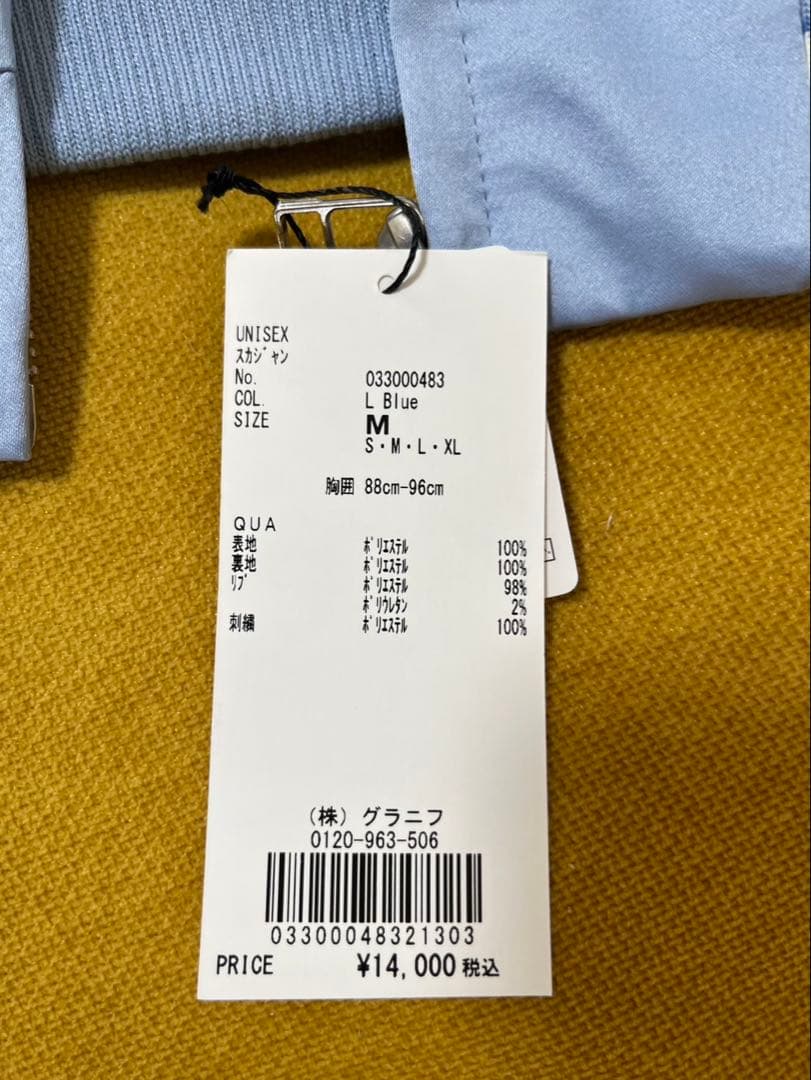 UNISEX
ｽｶｼﾞｬﾝ
No. 033000483
COL. L Blue
SIZE M
S・M・L・XL
胸囲 88cm-96cm
ＱＵＡ
表地 ﾎﾟﾘｴｽﾃﾙ 100%
裏地 ﾎﾟﾘｴｽﾃﾙ 100%
ﾘﾌﾞ ﾎﾟﾘｴｽﾃﾙ 98%
ﾎﾟﾘｳﾚﾀﾝ 2%
刺繍 ﾎﾟﾘｴｽﾃﾙ 100%
（株）グラニフ
0120-963-506
03300048321303
PRICE ¥14,000税込